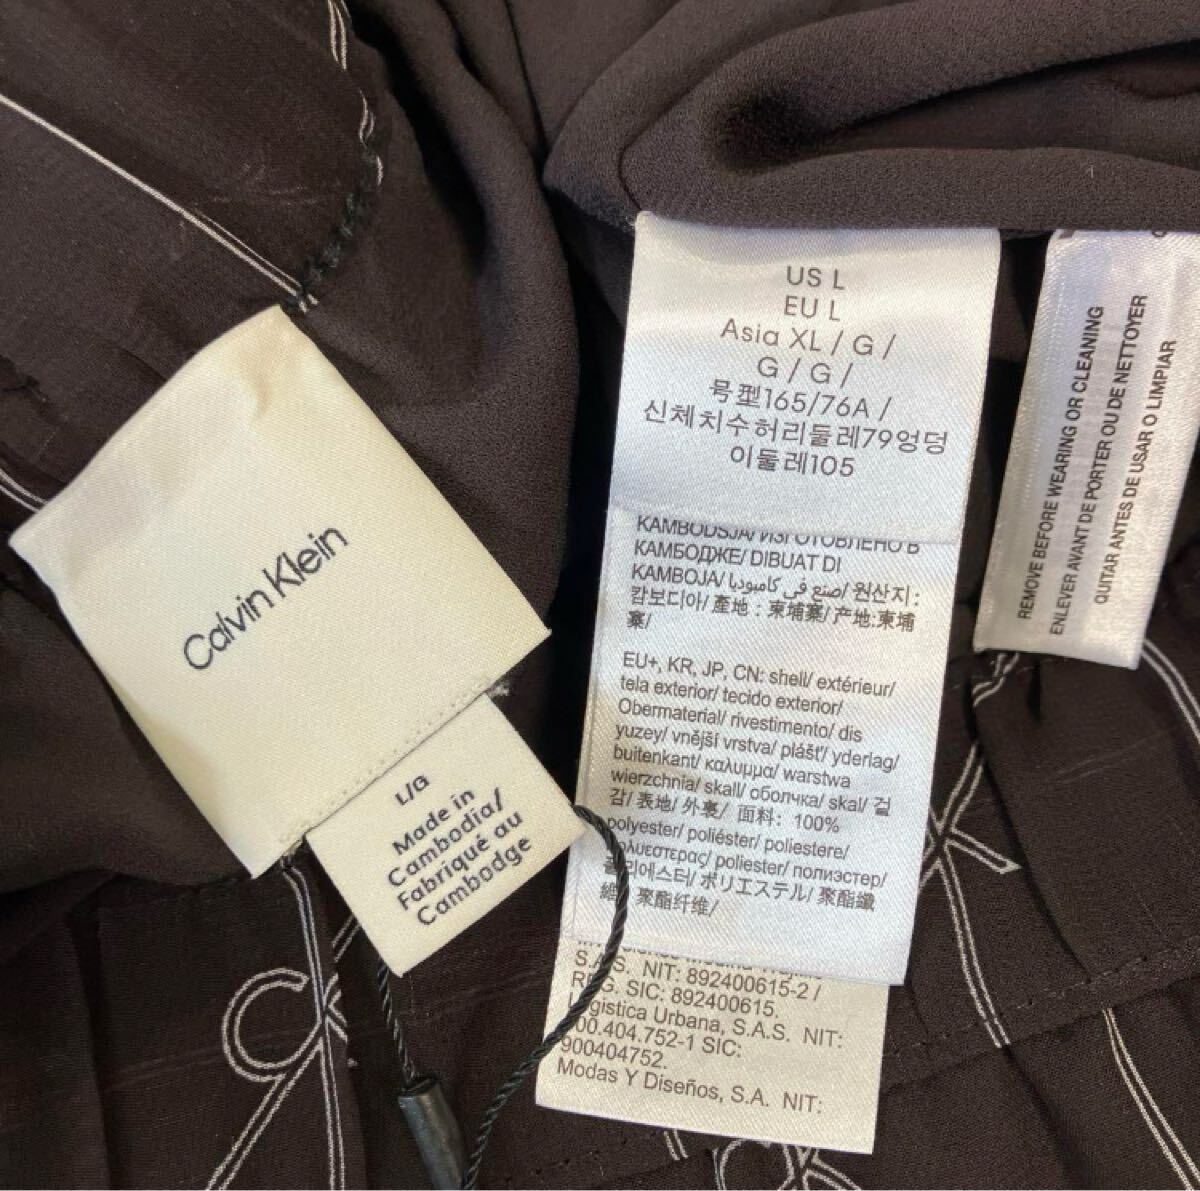 Calvin Klein
L/G
Made in
Cambodia/
Fabriqué au
Cambodge
US L
EU L
Asia XL / G /
G / G /
号型165/76A /
신체치수허리둘레79엉덩
이둘레105
KAMBODSJA/ ИЗГОТОВЛЕНО В
КАМБОДЖЕ/ DIBUAT DI
KAMBOJA/ صنع في كامبوديا/ 원산지:
캄보디아/ 產地：柬埔寨/ 产地:柬埔
寨/
EU+, KR, JP, CN: shell/ extérieur/
tela exterior/ tecido exterior/
Obermaterial/ rivestimento/ dis
yuzey/ vnější vrstva/ plášť/ yderlag/
buitenkant/ καλυμμα/ warstwa
wierzchnia/ skall/ оболчка/ skal/ 겉
감/ 表地/ 外裹/ 面料: 100%
polyester/ poliéster/ poliestere/
poliester/ полиэстер/
폴리에스터/ ポリエステル/ 聚酯纖
維/ 聚酯纤维/
S.A.S. NIT: 892400615-2 /
REG. SIC: 892400615.
Logistica Urbana, S.A.S. NIT:
900.404.752-1 SIC:
900404752.
Modas Y Diseños, S.A. NIT:
REMOVE BEFORE WEARING OR CLEANING
ENLEVER AVANT DE PORTER OU DE NETTOYER
QUITAR ANTES DE USAR O LIMPIAR